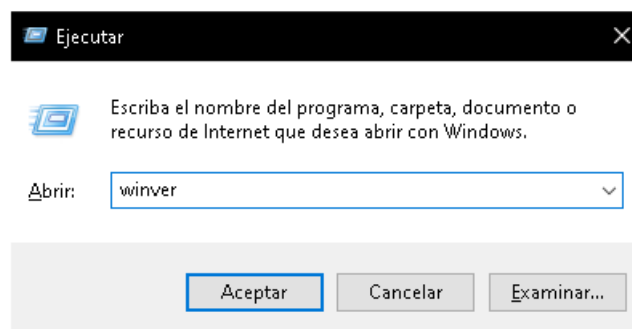 Ejecutar
Escriba el nombre del programa, carpeta, documento o
recurso de Internet que desea abrir con Windows.
Abrir: winver
Aceptar Cancelar Examinar...